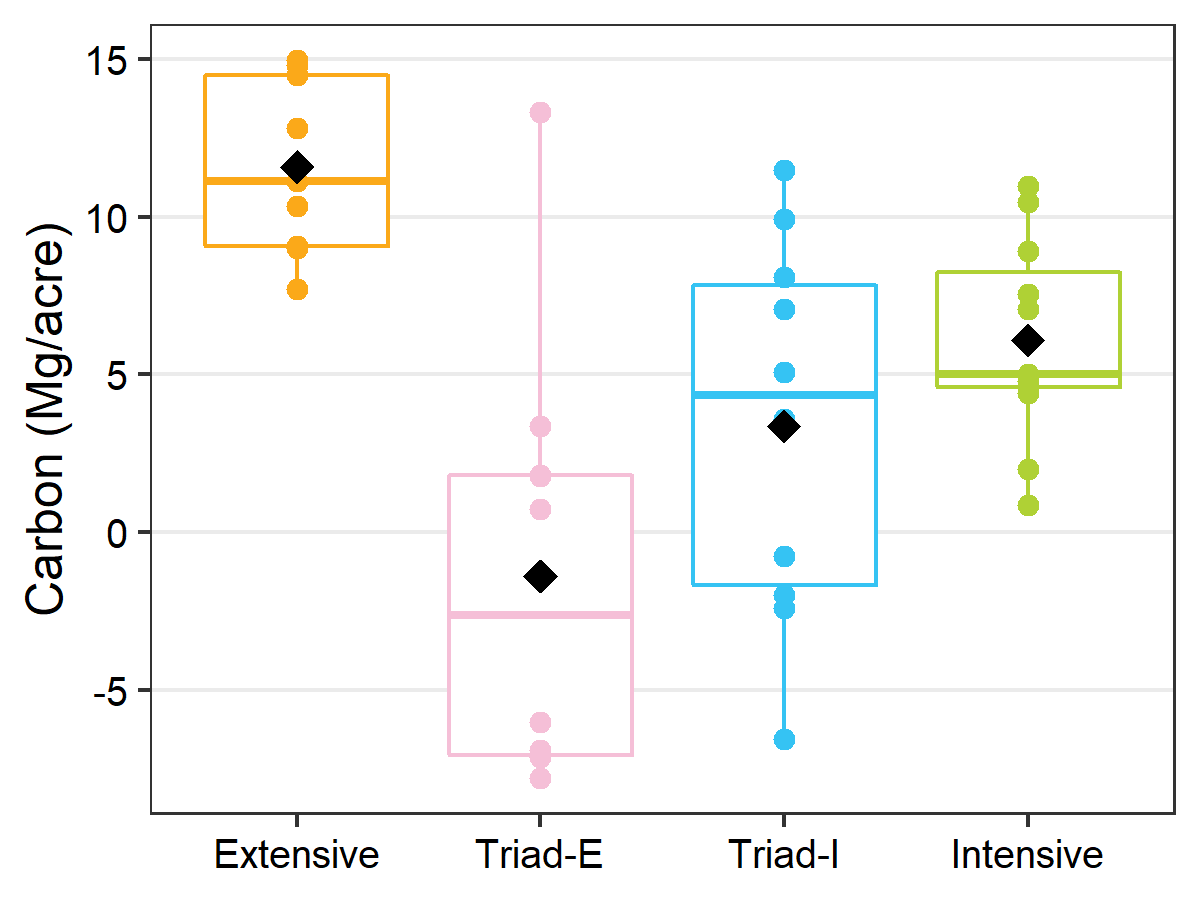 Carbon (Mg/acre)
15
10
5
0
-5
Extensive
Triad-E
Triad-I
Intensive